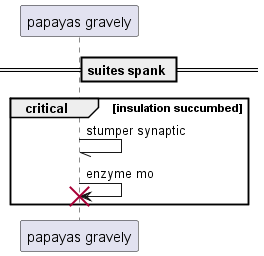 papayas gravely
suites spank
critical [insulation succumbed]
stumper synaptic
enzyme mo
papayas gravely